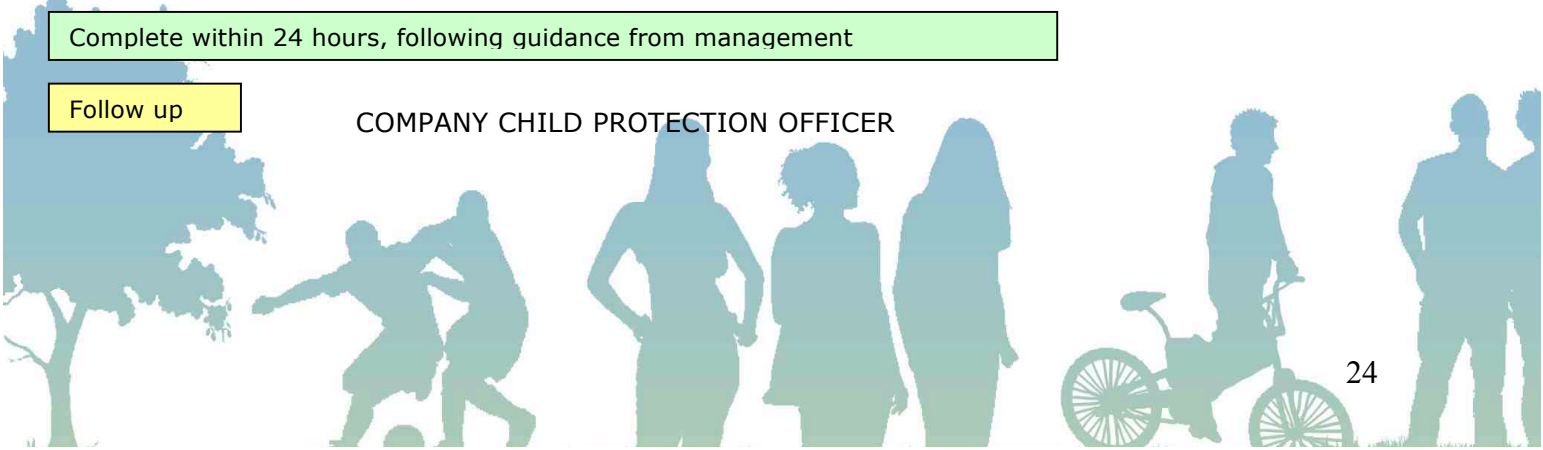 Complete within 24 hours, following guidance from management
Follow up
COMPANY CHILD PROTECTION OFFICER
24